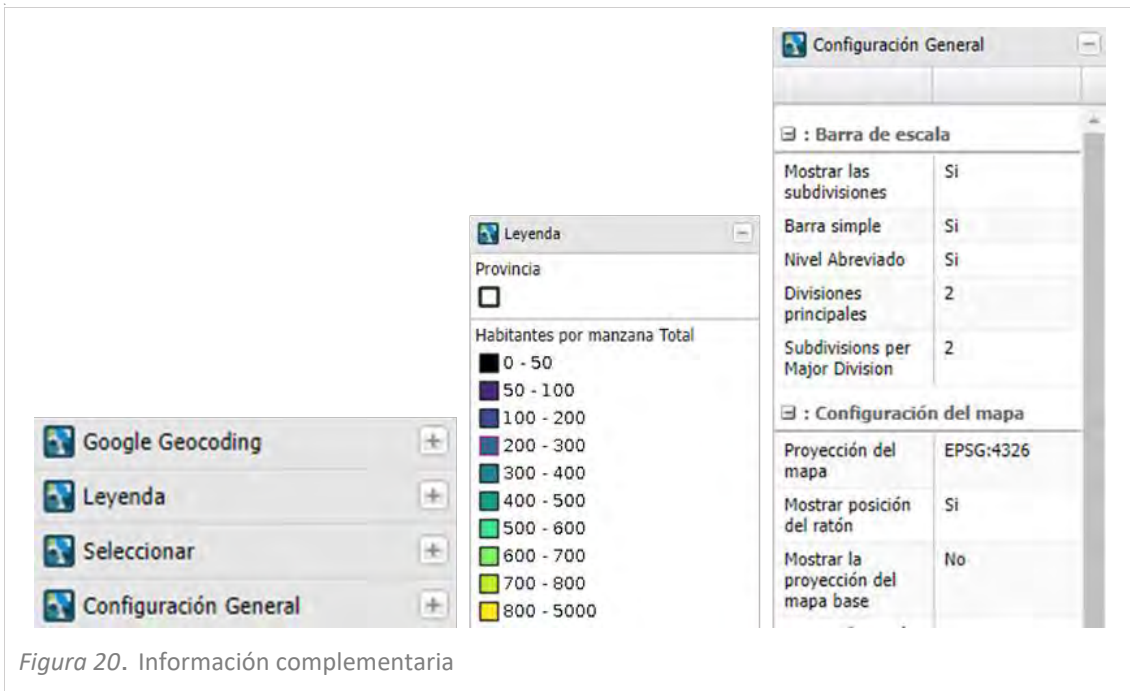 Google Geocoding
Leyenda
Seleccionar
Configuración General
Leyenda
Provincia
Habitantes por manzana Total
0 - 50
50 - 100
100 - 200
200 - 300
300 - 400
400 - 500
500 - 600
600 - 700
700 - 800
800 - 5000
Configuración General
: Barra de escala
Mostrar las subdivisiones Si
Barra simple Si
Nivel Abreviado Si
Divisiones principales 2
Subdivisions per Major Division 2
: Configuración del mapa
Proyección del mapa EPSG:4326
Mostrar posición del ratón Si
Mostrar la proyección del mapa base No
Figura 20. Información complementaria